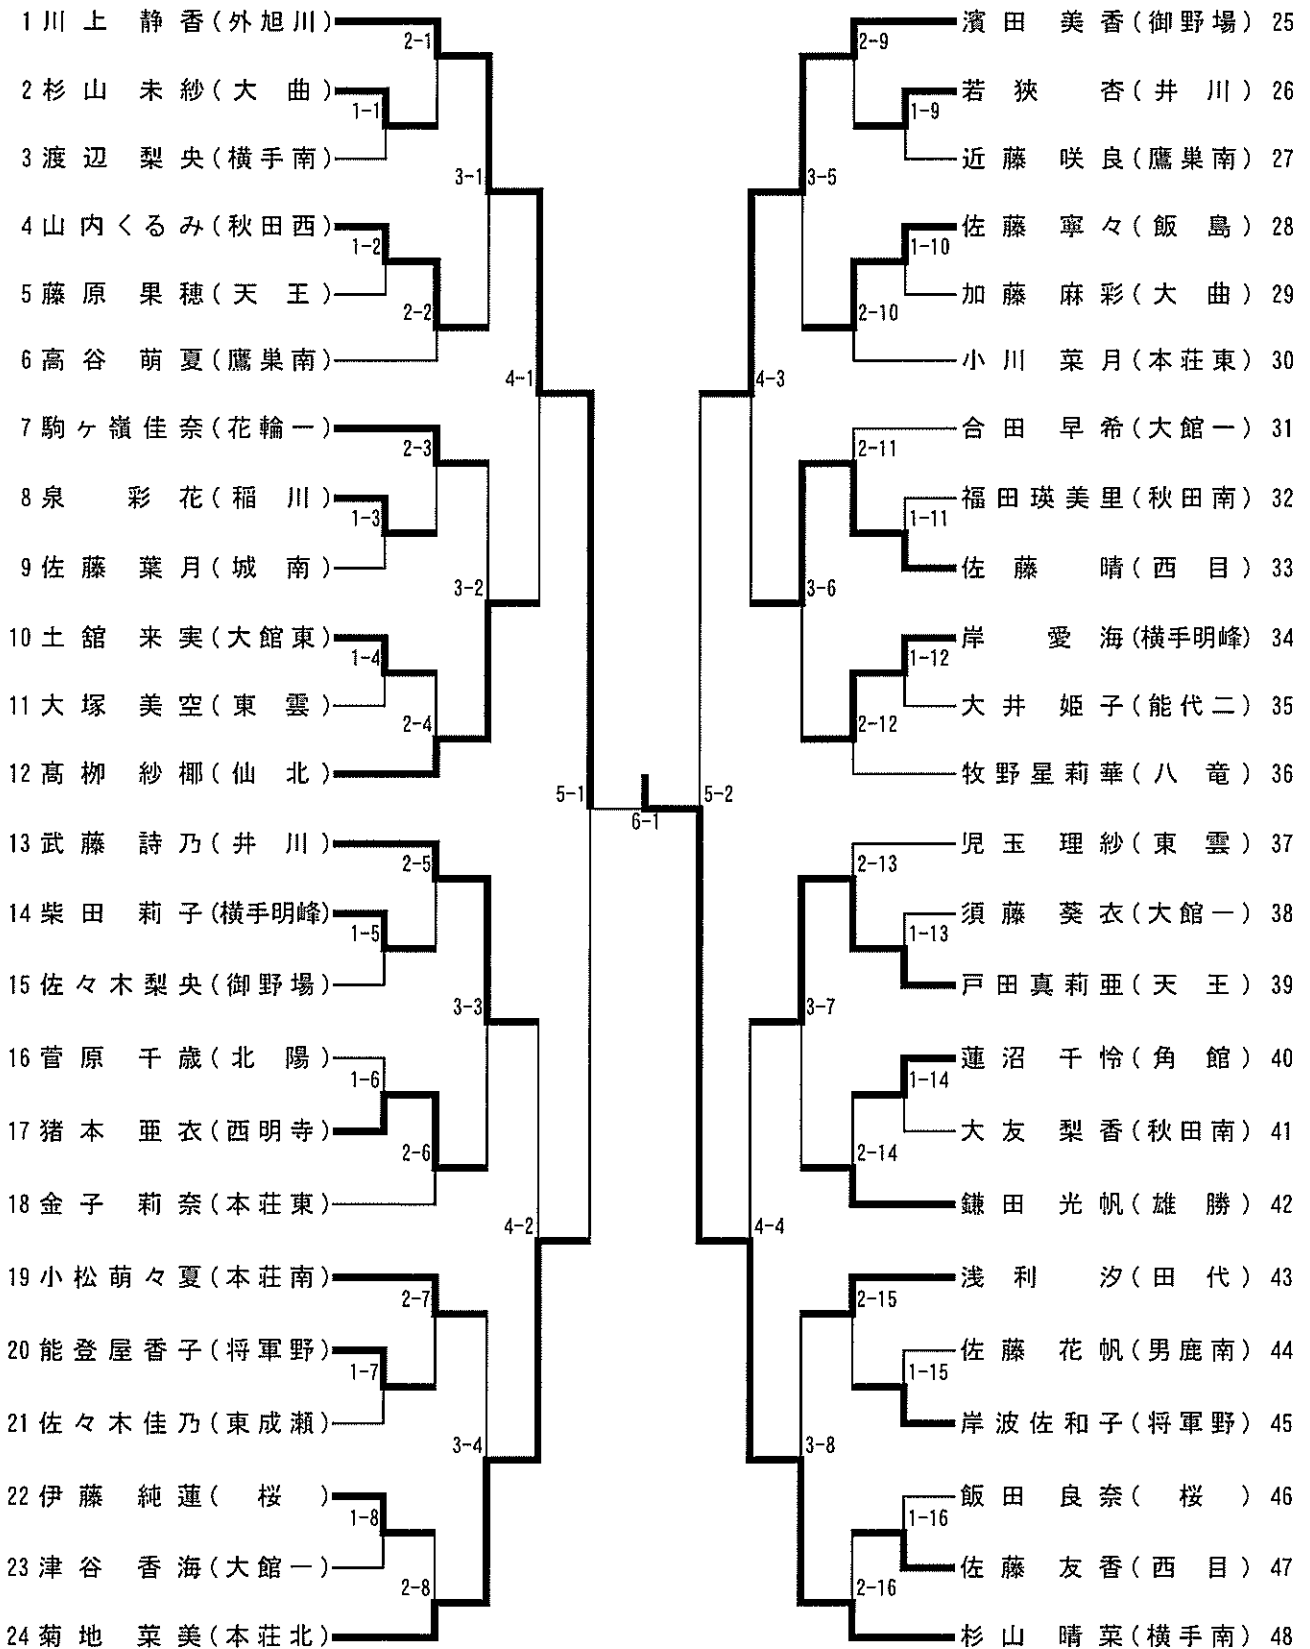 1 川上 静香(外旭川)
2-1
2 杉山 未紗(大曲)
1-1
3 渡辺 梨央(横手南)
3-1
4 山内くるみ(秋田西)
1-2
5 藤原 果穂(天王)
2-2
6 高谷 萌夏(鷹巣南)
4-1
7 駒ヶ嶺佳奈(花輪一)
2-3
8 泉 彩花(稲川)
1-3
9 佐藤 葉月(城南)
3-2
10 土舘 来実(大館東)
1-4
11 大塚 美空(東雲)
2-4
12 髙栁 紗椰(仙北)
5-1
13 武藤 詩乃(井川)
2-5
14 柴田 莉子(横手明峰)
1-5
15 佐々木梨央(御野場)
3-3
16 菅原 千歳(北陽)
1-6
17 猪本 亜衣(西明寺)
2-6
18 金子 莉奈(本荘東)
4-2
19 小松萌々夏(本荘南)
2-7
20 能登屋香子(将軍野)
1-7
21 佐々木佳乃(東成瀬)
3-4
22 伊藤 純蓮(桜)
1-8
23 津谷 香海(大館一)
2-8
24 菊地 菜美(本荘北)
6-1
濱田 美香(御野場) 25
2-9
若狹 杏(井川) 26
1-9
近藤 咲良(鷹巣南) 27
3-5
佐藤 寧々(飯島) 28
1-10
加藤 麻彩(大曲) 29
2-10
小川 菜月(本荘東) 30
4-3
合田 早希(大館一) 31
2-11
福田瑛美里(秋田南) 32
1-11
佐藤 晴(西目) 33
3-6
岸 愛海(横手明峰) 34
1-12
大井 姫子(能代二) 35
2-12
牧野星莉華(八竜) 36
5-2
児玉 理紗(東雲) 37
2-13
須藤 葵衣(大館一) 38
1-13
戸田真莉亜(天王) 39
3-7
蓮沼 千怜(角館) 40
1-14
大友 梨香(秋田南) 41
2-14
鎌田 光帆(雄勝) 42
4-4
浅利 汐(田代) 43
2-15
佐藤 花帆(男鹿南) 44
1-15
岸波佐和子(将軍野) 45
3-8
飯田 良奈(桜) 46
1-16
佐藤 友香(西目) 47
2-16
杉山 晴菜(横手南) 48